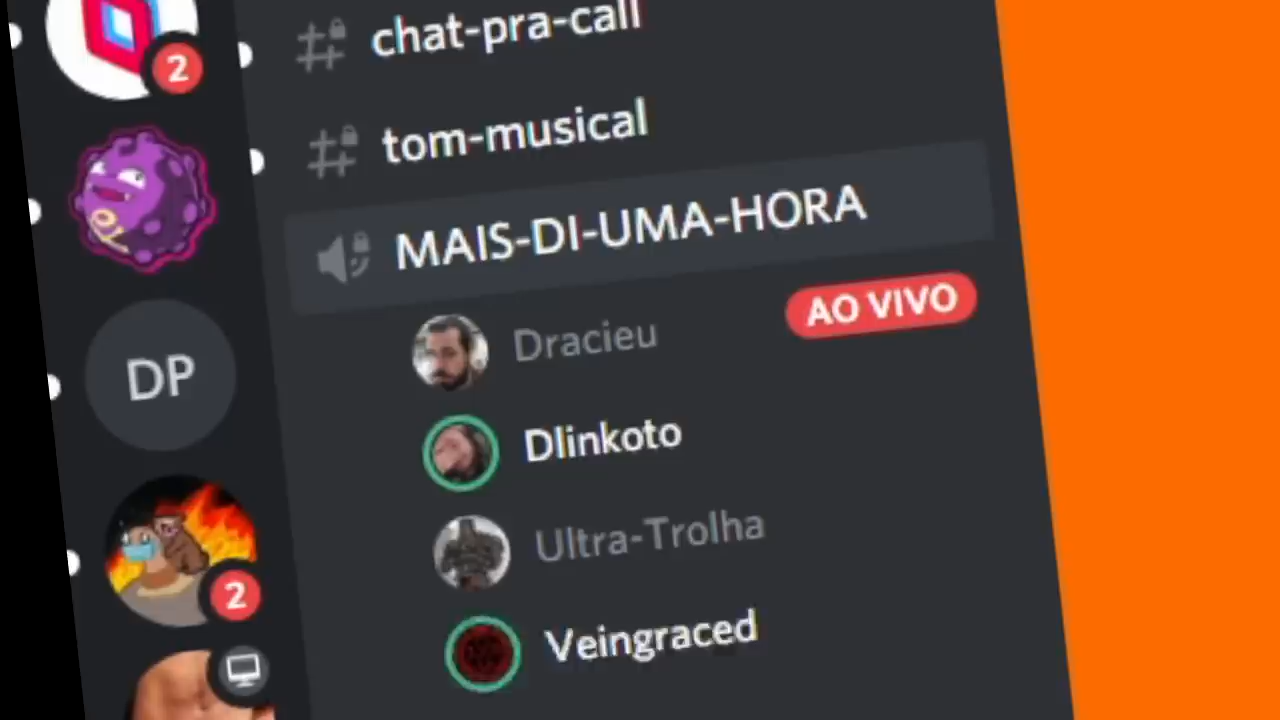 chat-pra-call
2
tom-musical
MAIS-DI-UMA-HORA
Dracieu
AO VIVO
DP
Dlinkoto
Ultra-Trolha
2
Veingraced